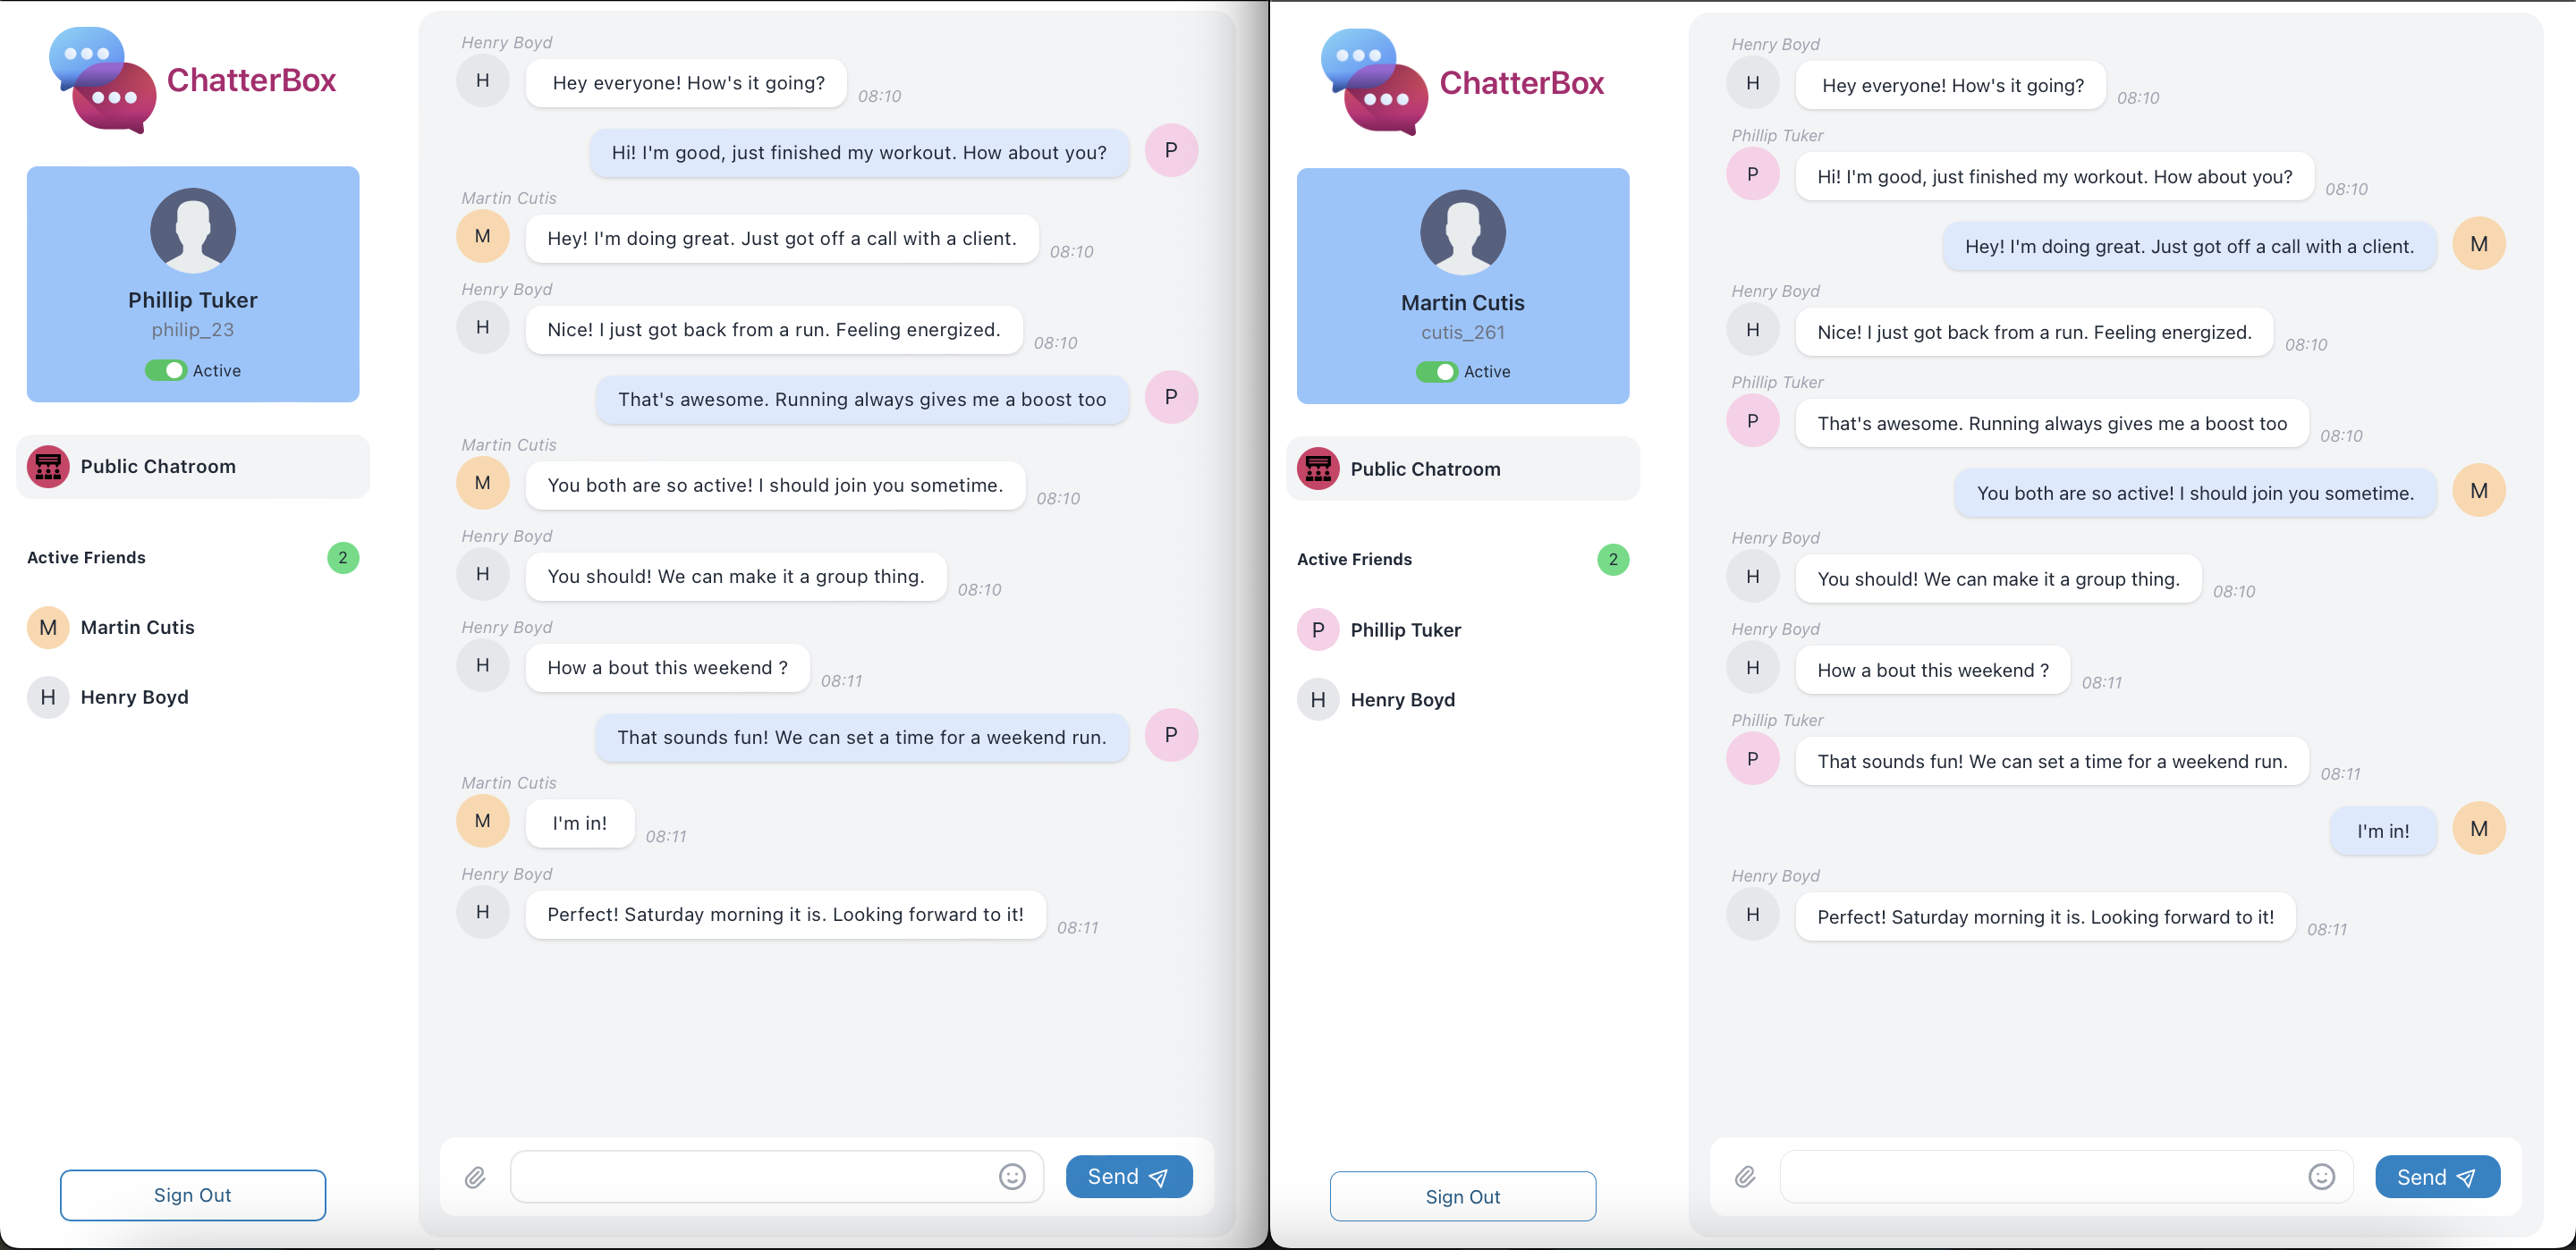 ChatterBox
Phillip Tuker
philip_23
Active
Public Chatroom
Active Friends 2
M Martin Cutis
H Henry Boyd
Sign Out
Henry Boyd
H Hey everyone! How's it going? 08:10
Hi! I'm good, just finished my workout. How about you? P
Martin Cutis
M Hey! I'm doing great. Just got off a call with a client. 08:10
Henry Boyd
H Nice! I just got back from a run. Feeling energized. 08:10
That's awesome. Running always gives me a boost too P
Martin Cutis
M You both are so active! I should join you sometime. 08:10
Henry Boyd
H You should! We can make it a group thing. 08:10
Henry Boyd
H How a bout this weekend ? 08:11
That sounds fun! We can set a time for a weekend run. P
Martin Cutis
M I'm in! 08:11
Henry Boyd
H Perfect! Saturday morning it is. Looking forward to it! 08:11
Send
ChatterBox
Martin Cutis
cutis_261
Active
Public Chatroom
Active Friends 2
P Phillip Tuker
H Henry Boyd
Sign Out
Henry Boyd
H Hey everyone! How's it going? 08:10
Phillip Tuker
P Hi! I'm good, just finished my workout. How about you? 08:10
Hey! I'm doing great. Just got off a call with a client. M
Henry Boyd
H Nice! I just got back from a run. Feeling energized. 08:10
Phillip Tuker
P That's awesome. Running always gives me a boost too 08:10
You both are so active! I should join you sometime. M
Henry Boyd
H You should! We can make it a group thing. 08:10
Henry Boyd
H How a bout this weekend ? 08:11
Phillip Tuker
P That sounds fun! We can set a time for a weekend run. 08:11
I'm in! M
Henry Boyd
H Perfect! Saturday morning it is. Looking forward to it! 08:11
Send